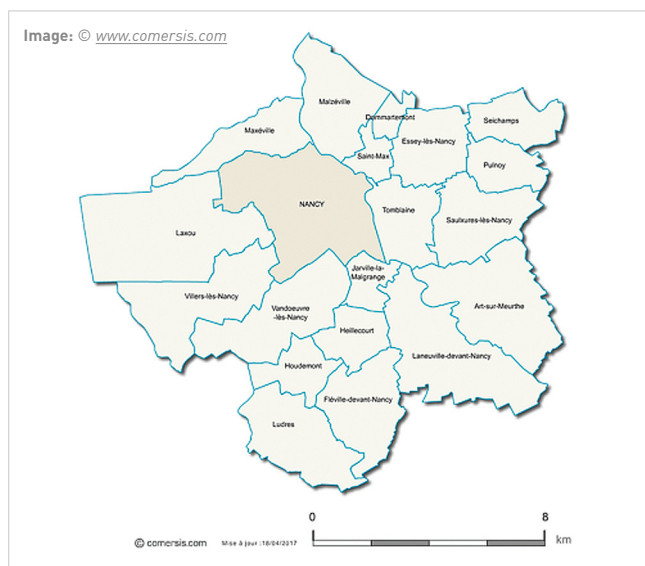 Image: © www.comersis.com
Malzéville
Dommartemont
Seichamps
Maxéville
Essey-lès-Nancy
Saint-Max
Pulnoy
NANCY
Tomblaine
Saulxures-lès-Nancy
Laxou
Jarville-la-
Malgrange
Villers-lès-Nancy
Art-sur-Meurthe
Vandoeuvre
-lès-Nancy
Heillecourt
Laneuville-devant-Nancy
Houdemont
Fléville-devant-Nancy
Ludres
0 8
km
© comersis.com Mise à jour : 18/04/2017